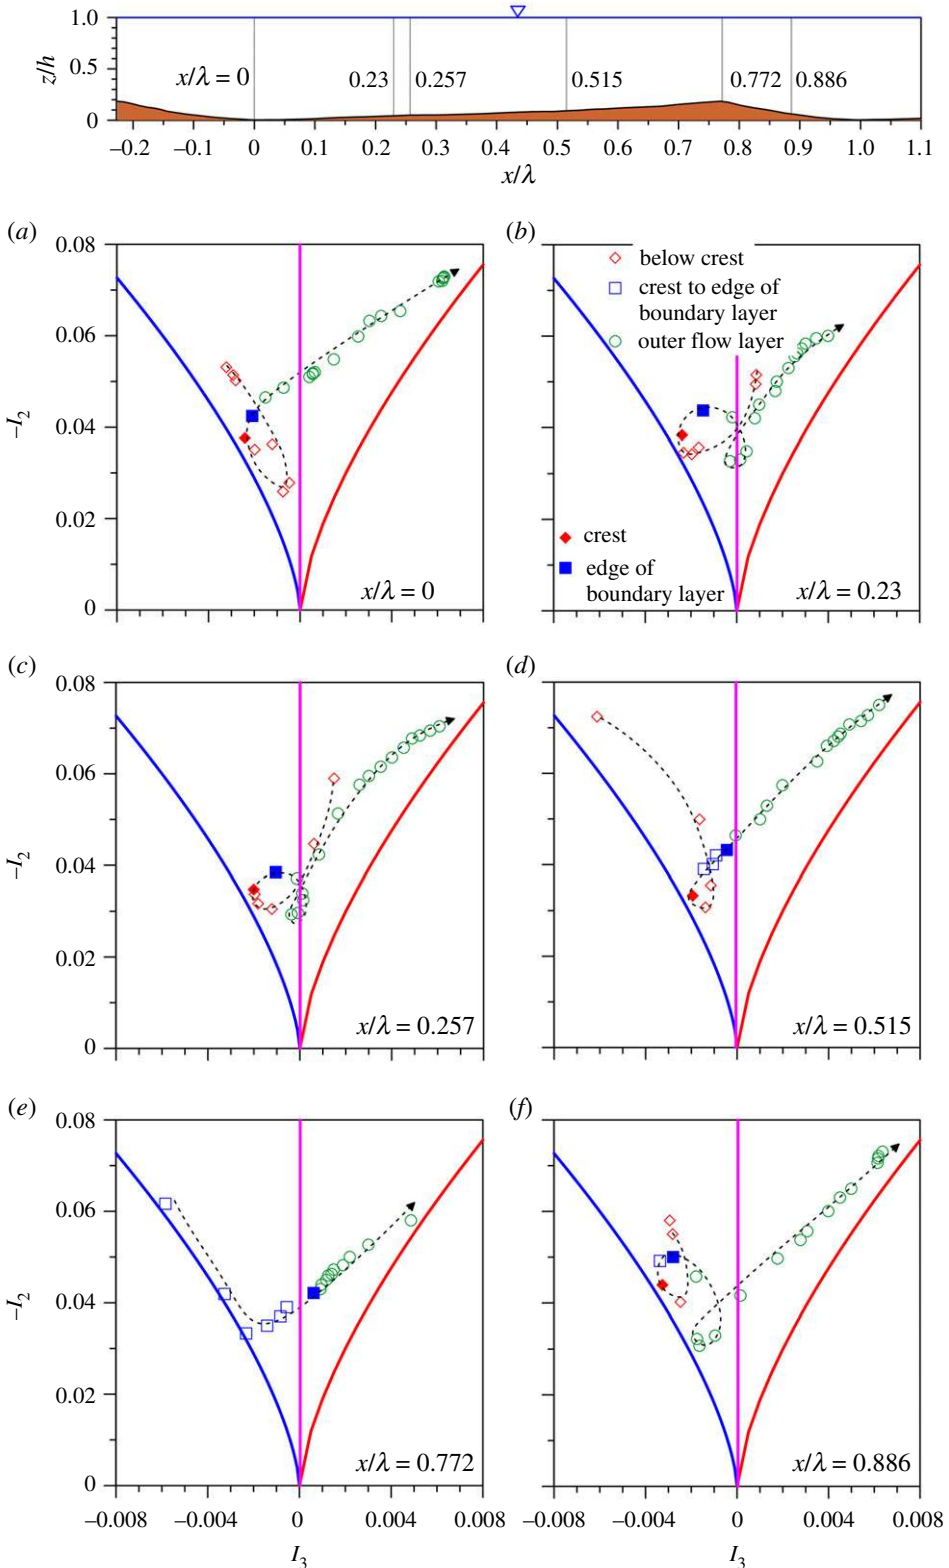 1.0
z/h
0.5
0
x/λ = 0
0.23
0.257
0.515
0.772
0.886
−0.2 −0.1 0 0.1 0.2 0.3 0.4 0.5 0.6 0.7 0.8 0.9 1.0 1.1
x/λ
(a)
0.08
0.06
−I2
0.04
0.02
0
x/λ = 0
(b)
below crest
crest to edge of
boundary layer
outer flow layer
crest
edge of
boundary layer
x/λ = 0.23
(c)
0.08
0.06
−I2
0.04
0.02
0
x/λ = 0.257
(d)
x/λ = 0.515
(e)
0.08
0.06
−I2
0.04
0.02
0
x/λ = 0.772
−0.008 −0.004 0 0.004 0.008
I3
(f)
x/λ = 0.886
−0.008 −0.004 0 0.004 0.008
I3